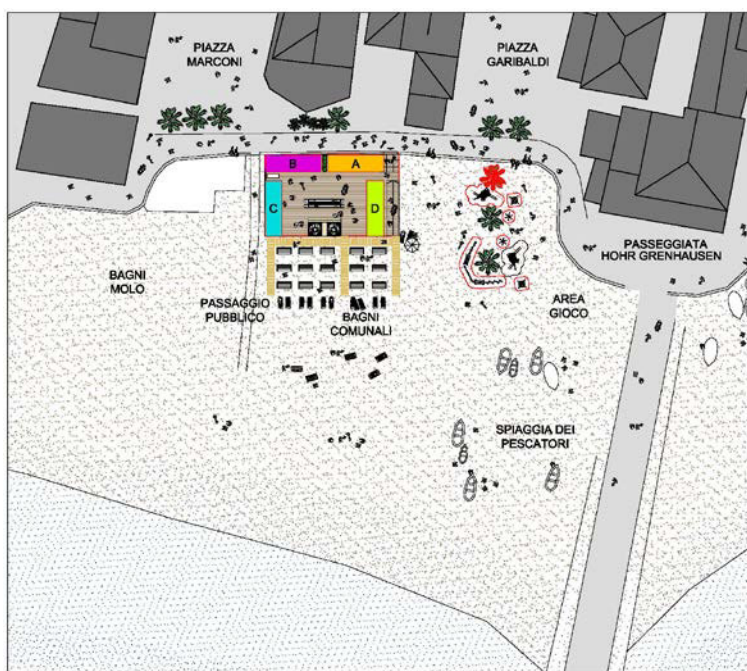 PIAZZA
MARCONI
PIAZZA
GARIBALDI
B
A
C
D
PASSEGGIATA
HOHR GRENHAUSEN
BAGNI
MOLO
PASSAGGIO
PUBBLICO
BAGNI
COMUNALI
AREA
GIOCO
SPIAGGIA DEI
PESCATORI